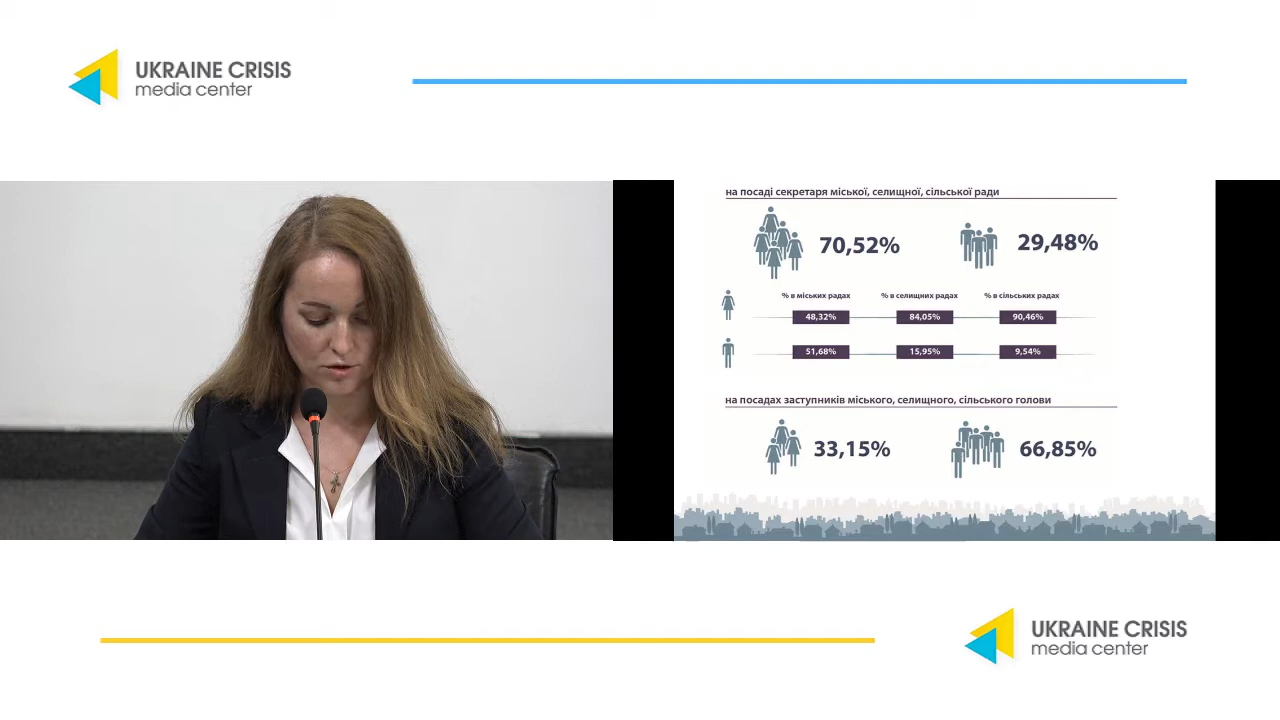 UKRAINE CRISIS
media center
на посаді секретаря міської, селищної, сільської ради
70,52%
29,48%
% в міських радах
% в селищних радах
% в сільських радах
48,32%
84,05%
90,46%
51,68%
15,95%
9,54%
на посадах заступників міського, селищного, сільського голови
33,15%
66,85%
UKRAINE CRISIS
media center